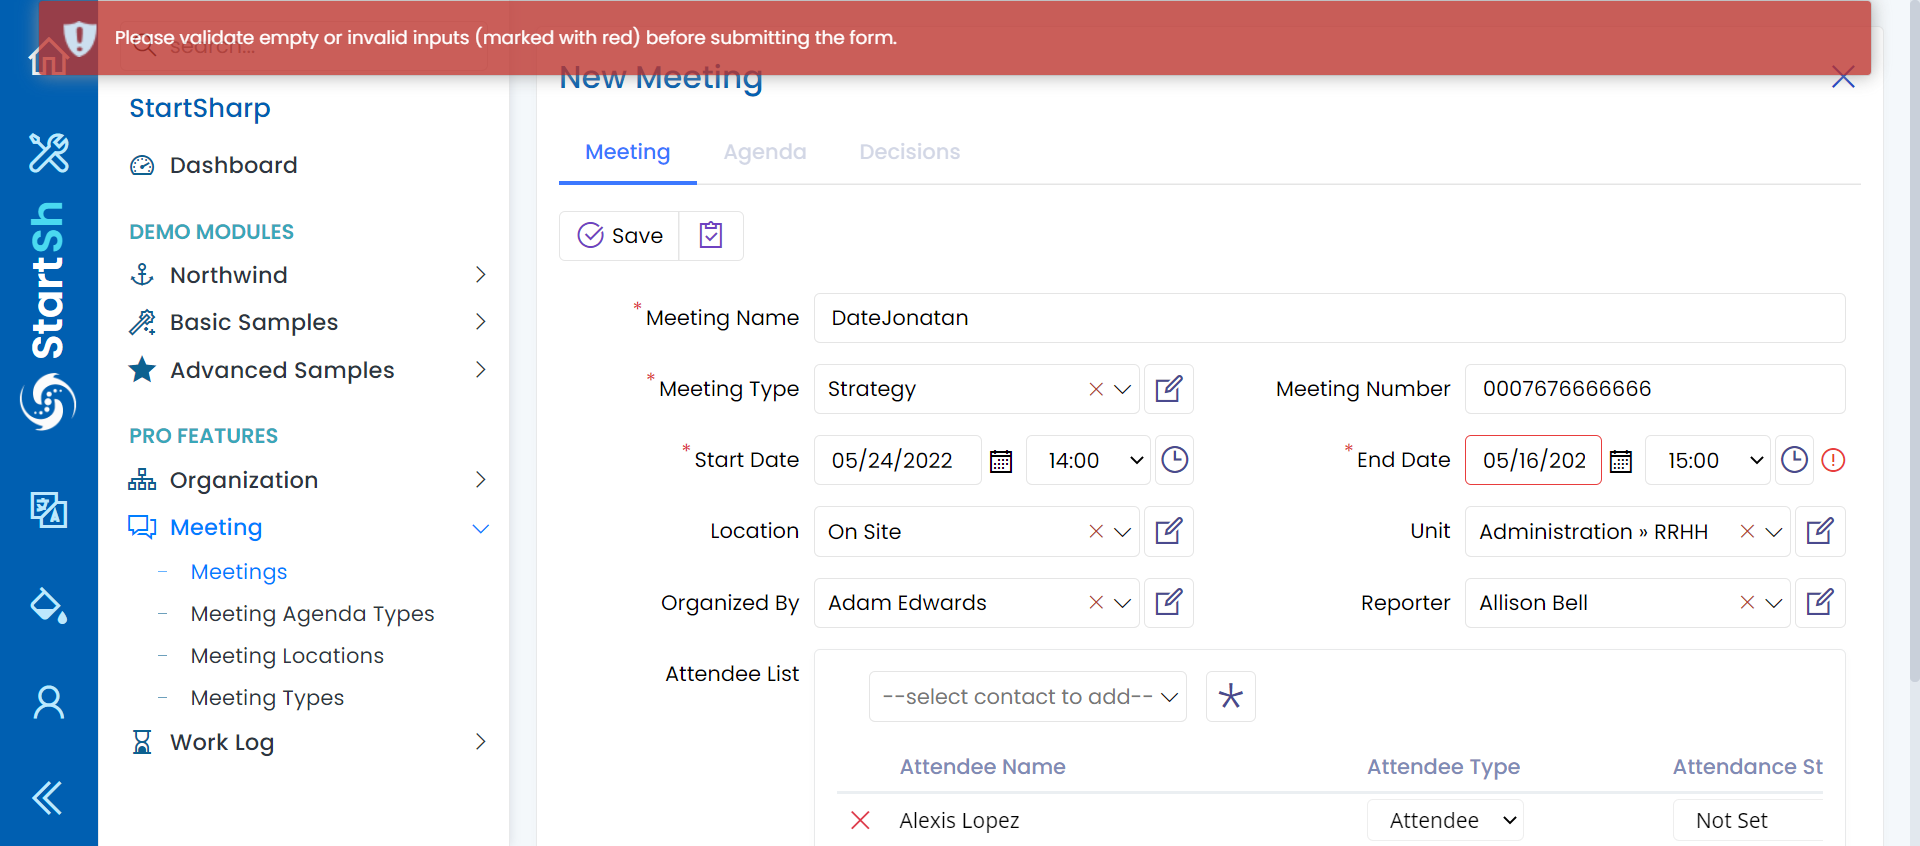 Please validate empty or invalid inputs (marked with red) before submitting the form.
search...
New Meeting
StartSharp
StartSh
Dashboard
DEMO MODULES
Northwind
Basic Samples
Advanced Samples
PRO FEATURES
Organization
Meeting
Meetings
Meeting Agenda Types
Meeting Locations
Meeting Types
Work Log
Meeting Agenda Decisions
Save
* Meeting Name DateJonatan
* Meeting Type Strategy Meeting Number 0007676666666
* Start Date 05/24/2022 14:00 * End Date 05/16/202 15:00
Location On Site Unit Administration » RRHH
Organized By Adam Edwards Reporter Allison Bell
Attendee List --select contact to add--
Attendee Name Attendee Type Attendance St
Alexis Lopez Attendee Not Set